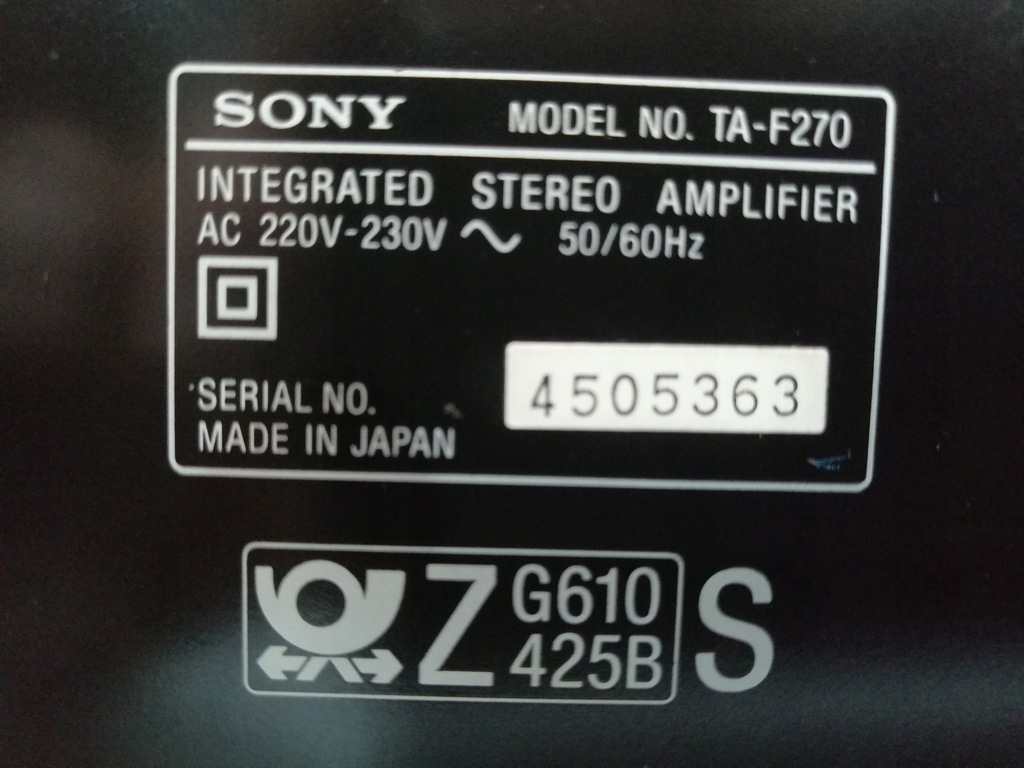 SONY MODEL NO. TA-F270
INTEGRATED STEREO AMPLIFIER
AC 220V-230V ~ 50/60Hz
SERIAL NO. 4505363
MADE IN JAPAN
Z G610 425B S